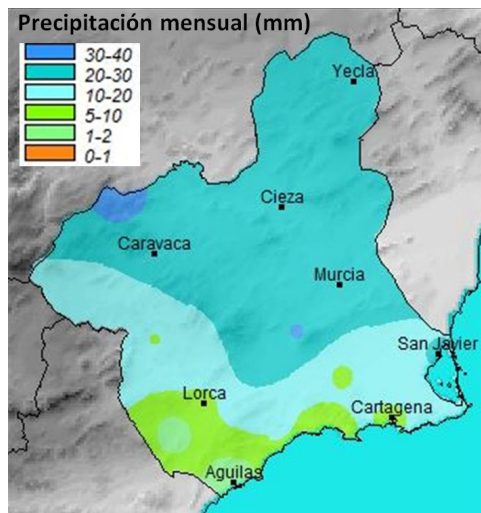 Precipitación mensual (mm)
30-40
20-30
10-20
5-10
1-2
0-1
Yecla
Cieza
Caravaca
Murcia
San Javier
Lorca
Cartagena
Aguilas